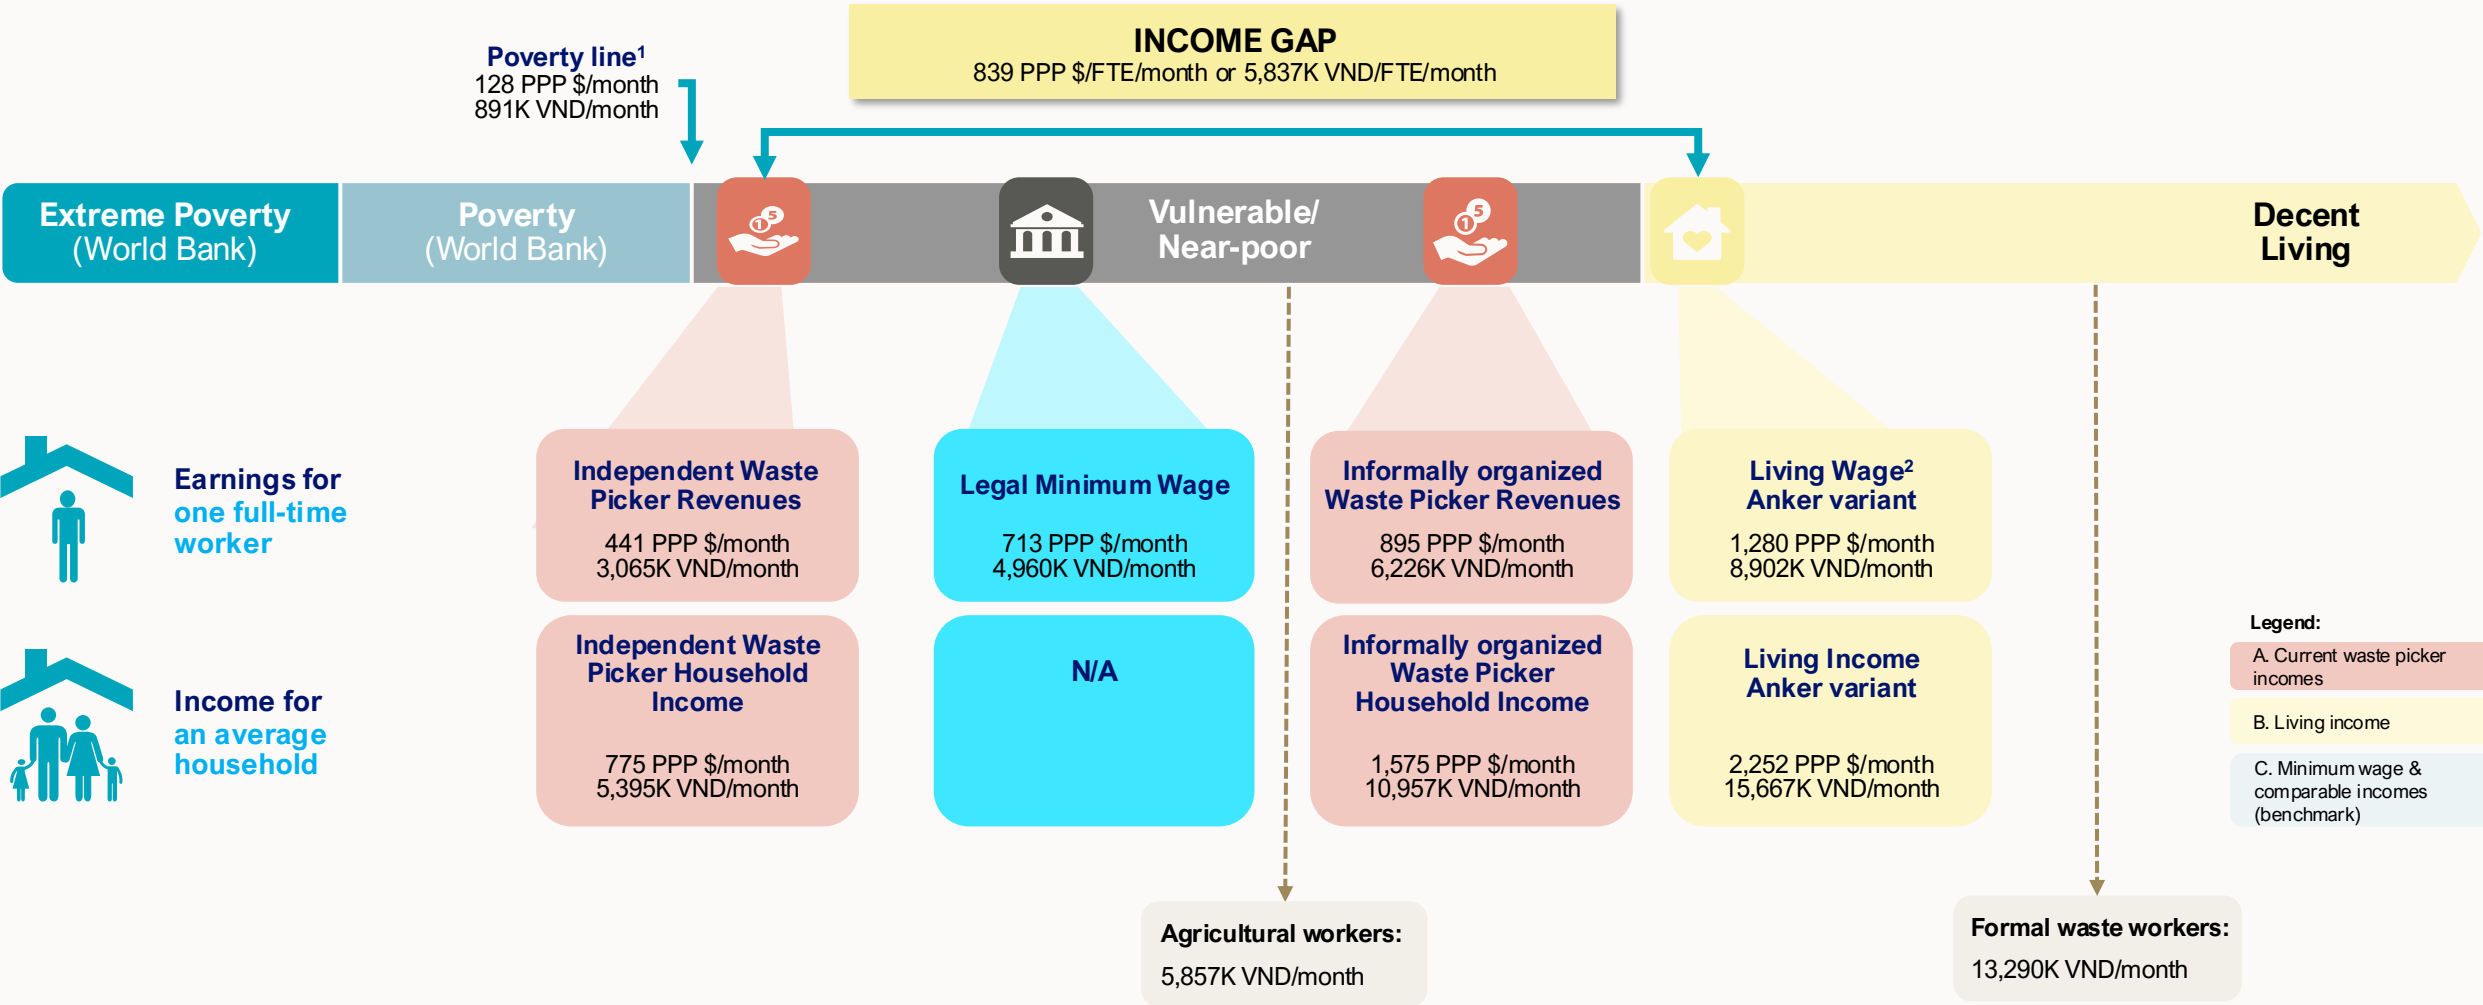 INCOME GAP
839 PPP $/FTE/month or 5,837K VND/FTE/month
Poverty line¹
128 PPP $/month
891K VND/month
Extreme Poverty
(World Bank)
Poverty
(World Bank)
Vulnerable/
Near-poor
Decent
Living
Earnings for
one full-time
worker
Independent Waste
Picker Revenues
441 PPP $/month
3,065K VND/month
Legal Minimum Wage
713 PPP $/month
4,960K VND/month
Informally organized
Waste Picker Revenues
895 PPP $/month
6,226K VND/month
Living Wage²
Anker variant
1,280 PPP $/month
8,902K VND/month
Income for
an average
household
Independent Waste
Picker Household
Income
775 PPP $/month
5,395K VND/month
N/A
Informally organized
Waste Picker
Household Income
1,575 PPP $/month
10,957K VND/month
Living Income
Anker variant
2,252 PPP $/month
15,667K VND/month
Legend:
A. Current waste picker
incomes
B. Living income
C. Minimum wage &
comparable incomes
(benchmark)
Agricultural workers:
5,857K VND/month
Formal waste workers:
13,290K VND/month